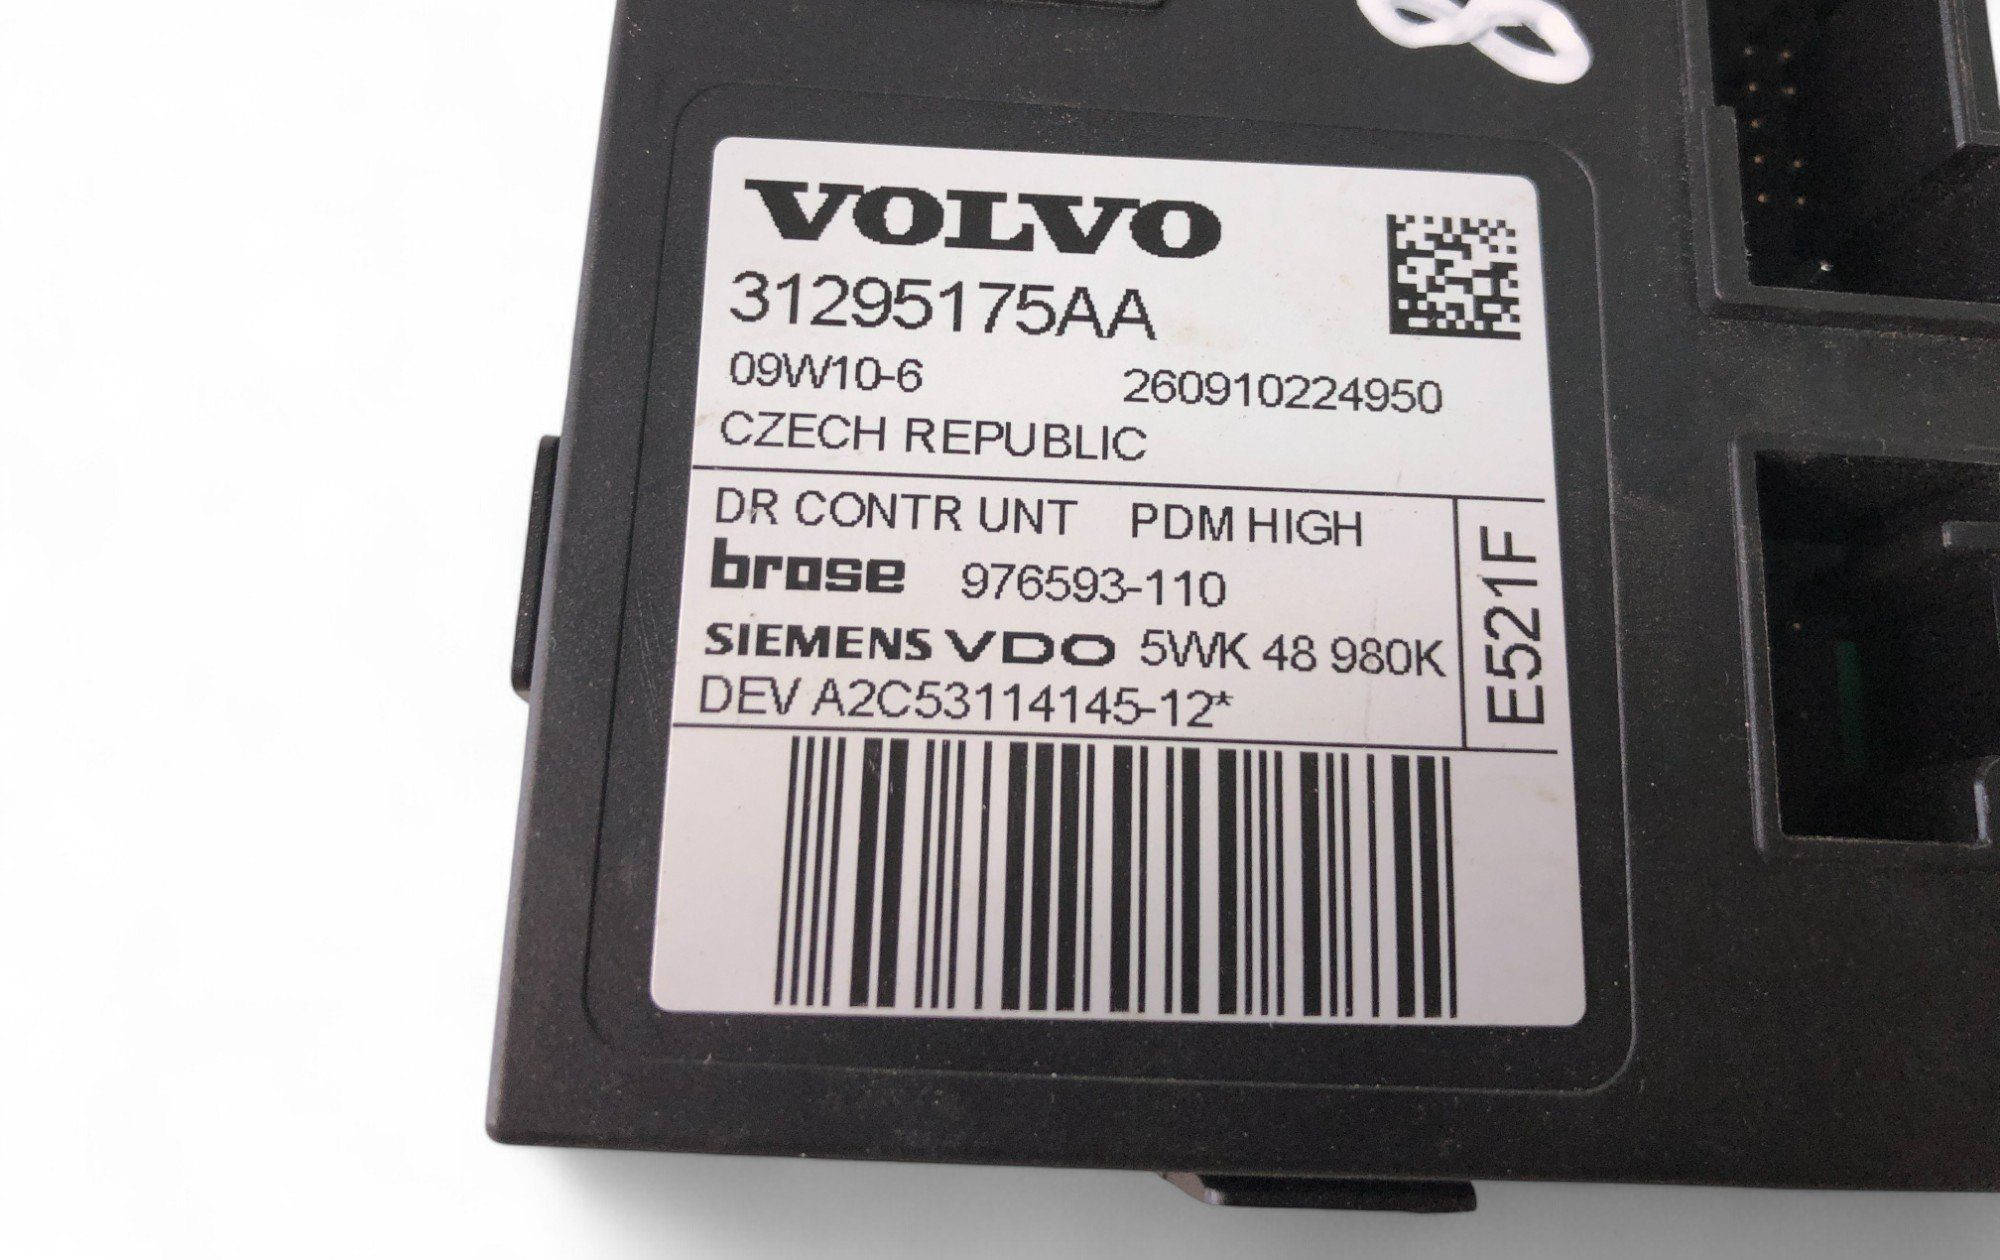 8
VOLVO
31295175AA
09W10-6 260910224950
CZECH REPUBLIC
DR CONTR UNT PDM HIGH
brose 976593-110
SIEMENS VDO 5WK 48 980K
DEV A2C53114145-12*
E521F